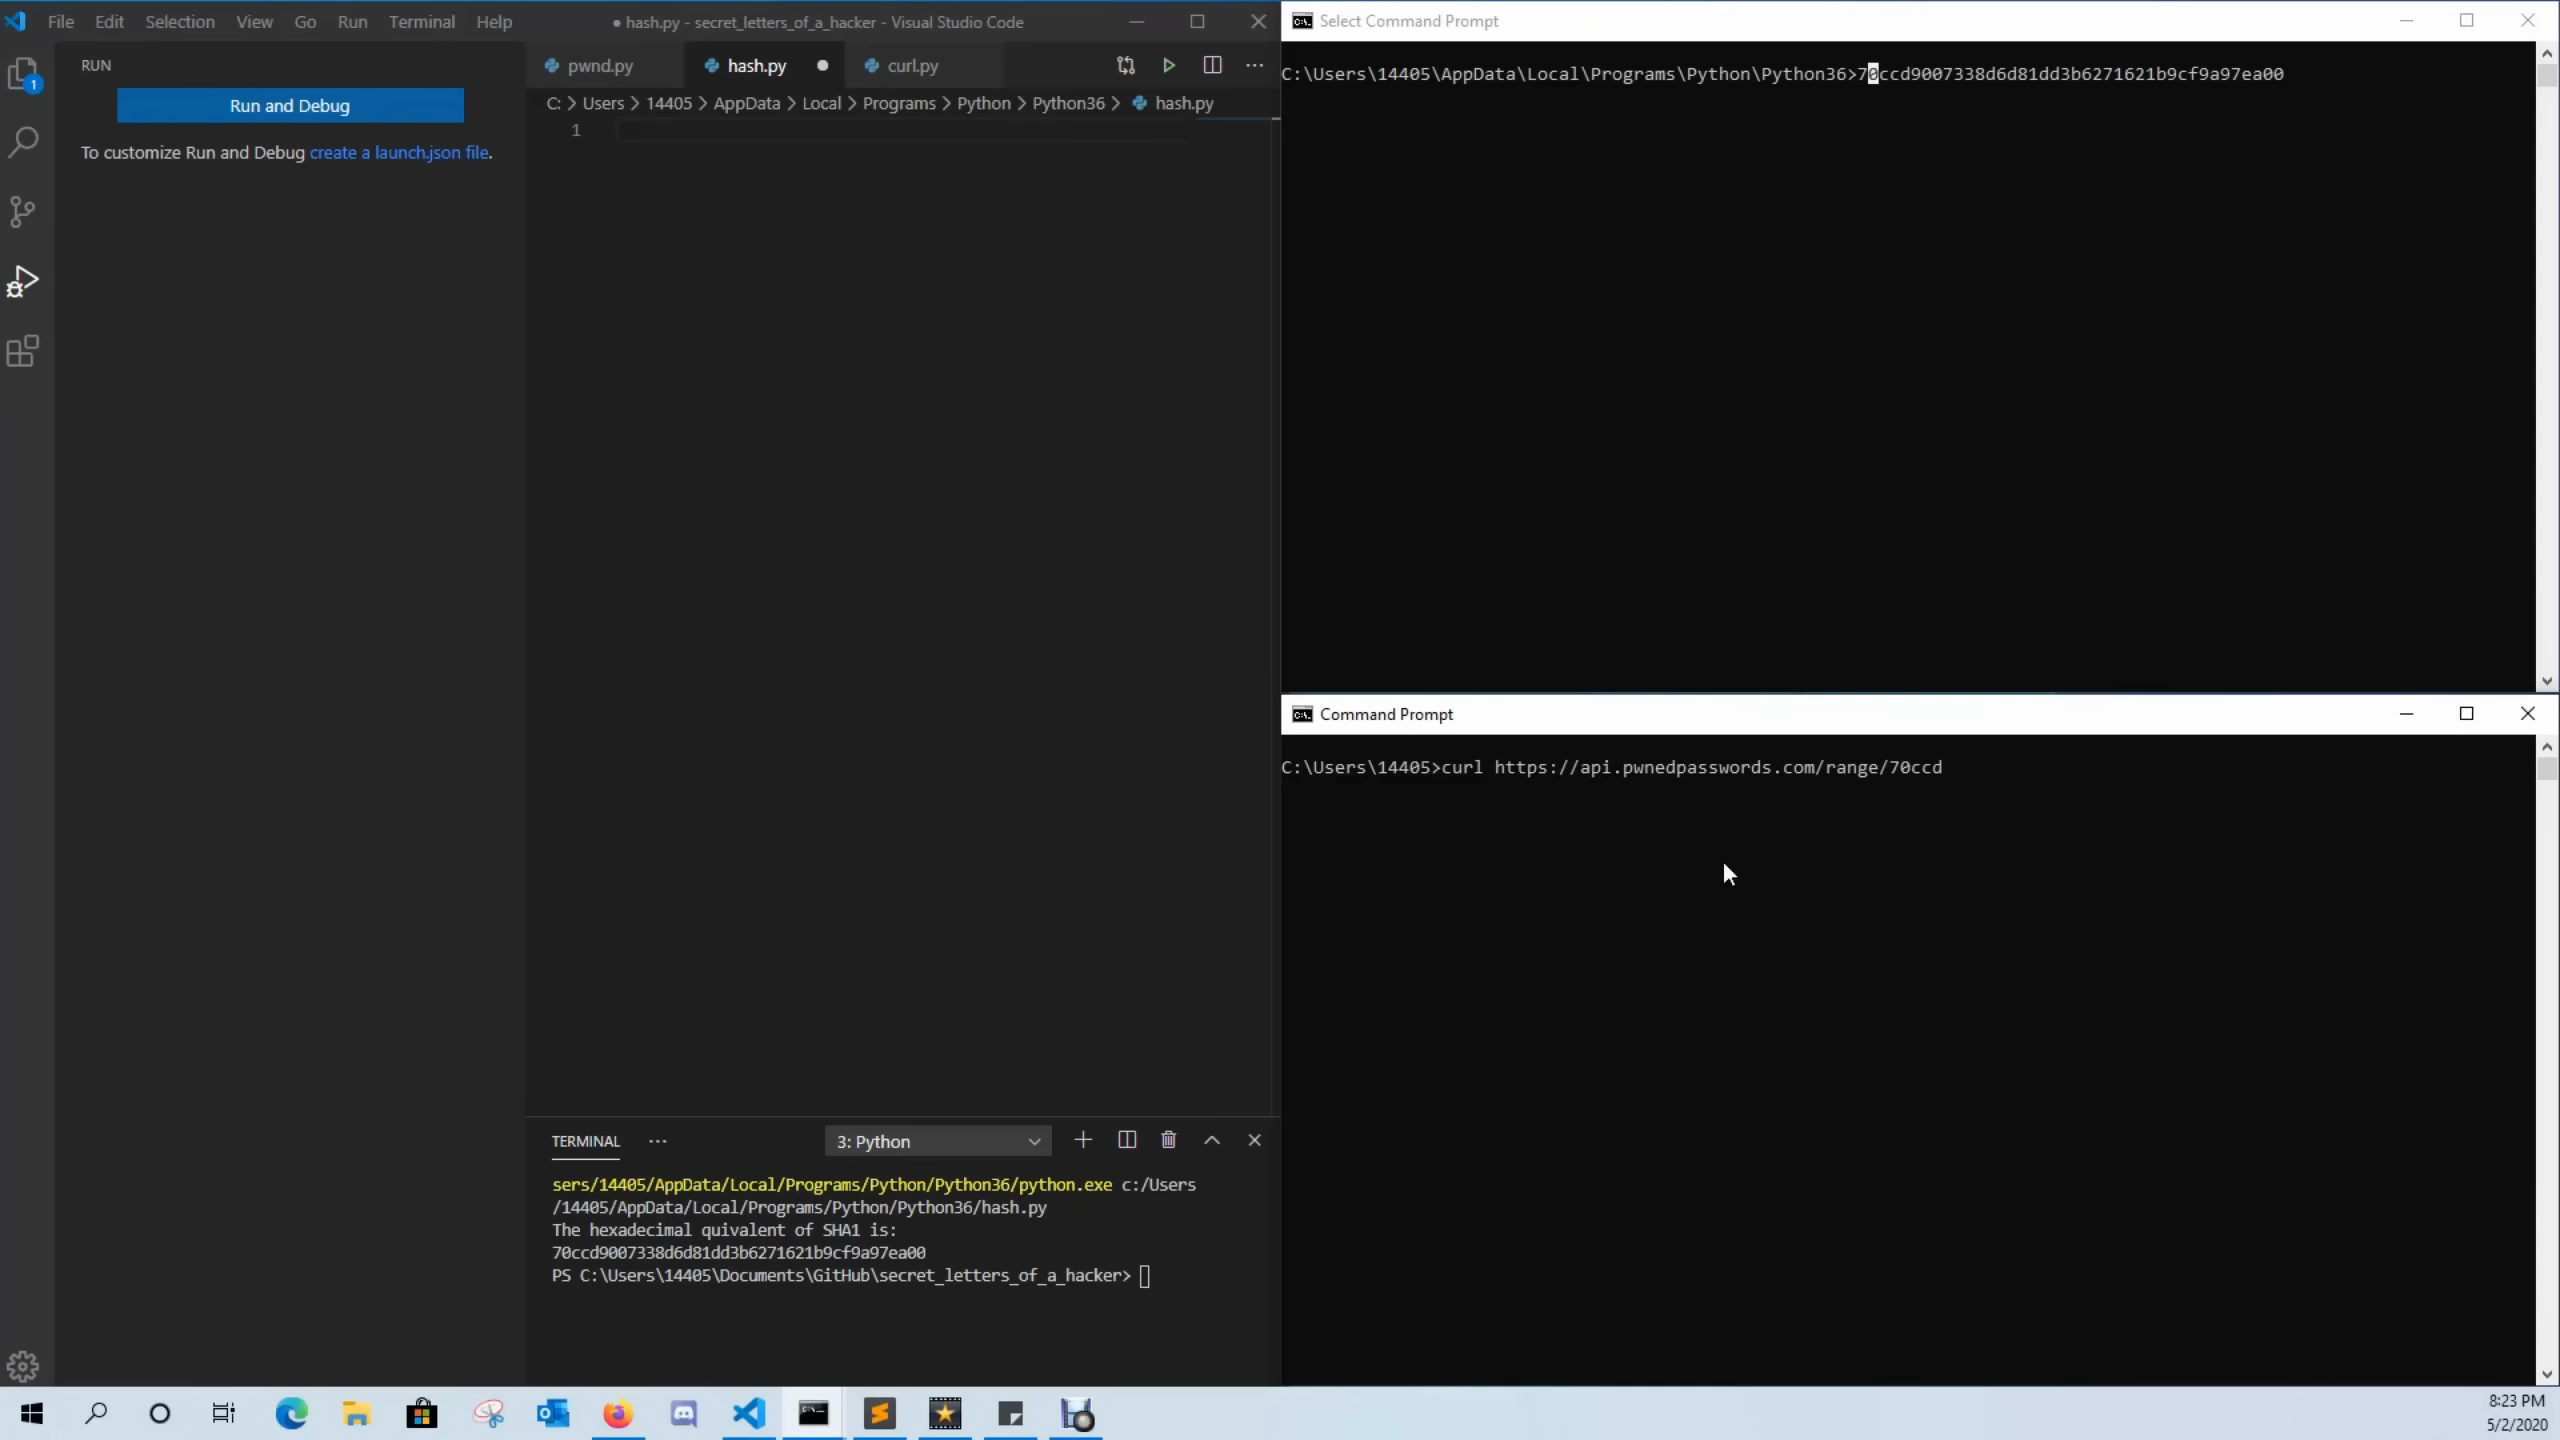 File Edit Selection View Go Run Terminal Help
● hash.py - secret_letters_of_a_hacker - Visual Studio Code
1
RUN
Run and Debug
To customize Run and Debug create a launch.json file.
pwnd.py
hash.py
curl.py
C: > Users > 14405 > AppData > Local > Programs > Python > Python36 > hash.py
1
TERMINAL ··· 3: Python
sers/14405/AppData/Local/Programs/Python/Python36/python.exe c:/Users
/14405/AppData/Local/Programs/Python/Python36/hash.py
The hexadecimal quivalent of SHA1 is:
70ccd9007338d6d81dd3b6271621b9cf9a97ea00
PS C:\Users\14405\Documents\GitHub\secret_letters_of_a_hacker>
Select Command Prompt
C:\Users\14405\AppData\Local\Programs\Python\Python36>70ccd9007338d6d81dd3b6271621b9cf9a97ea00
Command Prompt
C:\Users\14405>curl https://api.pwnedpasswords.com/range/70ccd
8:23 PM
5/2/2020